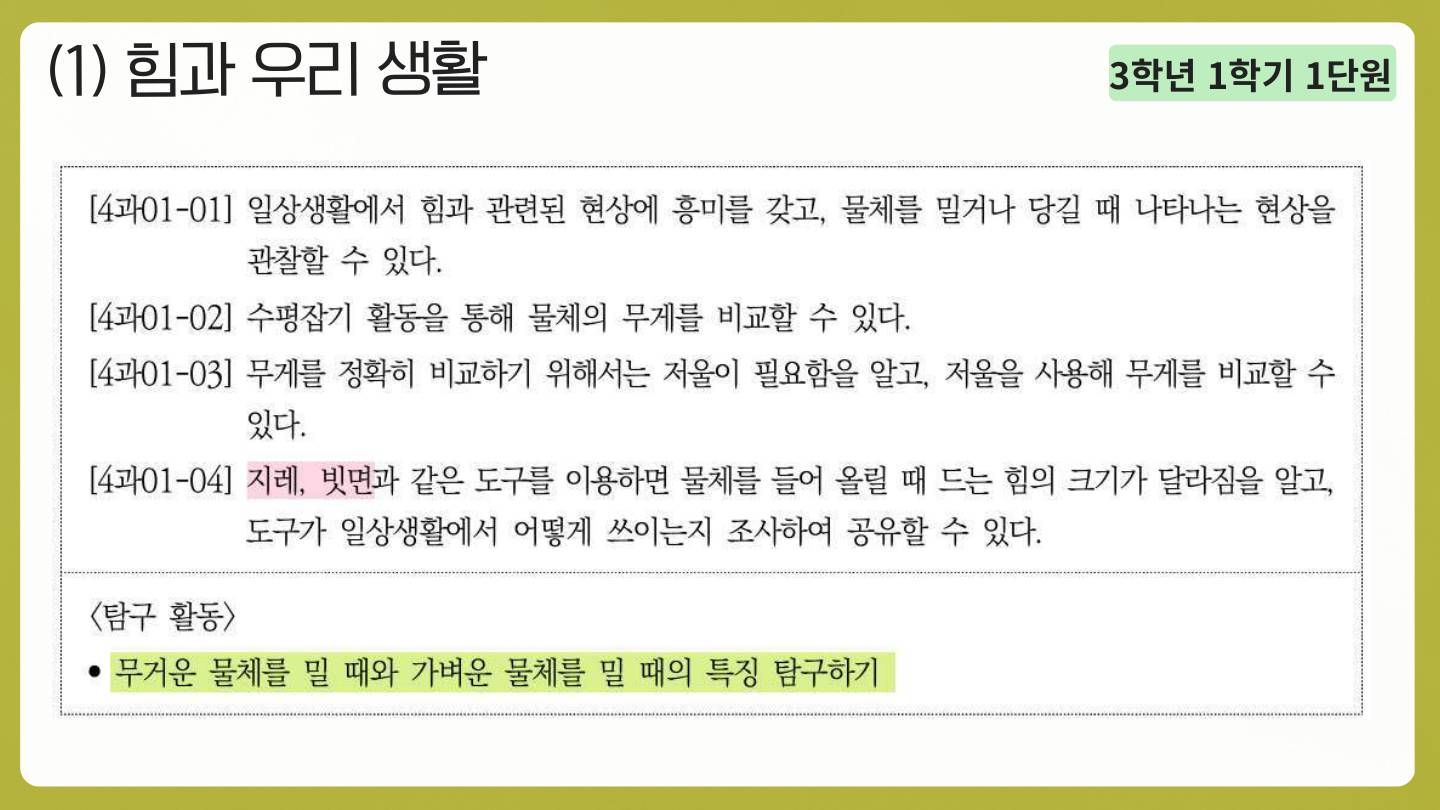 (1) 힘과 우리 생활
3학년 1학기 1단원
[4과01-01] 일상생활에서 힘과 관련된 현상에 흥미를 갖고, 물체를 밀거나 당길 때 나타나는 현상을
관찰할 수 있다.
[4과01-02] 수평잡기 활동을 통해 물체의 무게를 비교할 수 있다.
[4과01-03] 무게를 정확히 비교하기 위해서는 저울이 필요함을 알고, 저울을 사용해 무게를 비교할 수
있다.
[4과01-04] 지레, 빗면과 같은 도구를 이용하면 물체를 들어 올릴 때 드는 힘의 크기가 달라짐을 알고,
도구가 일상생활에서 어떻게 쓰이는지 조사하여 공유할 수 있다.
〈탐구 활동〉
• 무거운 물체를 밀 때와 가벼운 물체를 밀 때의 특징 탐구하기